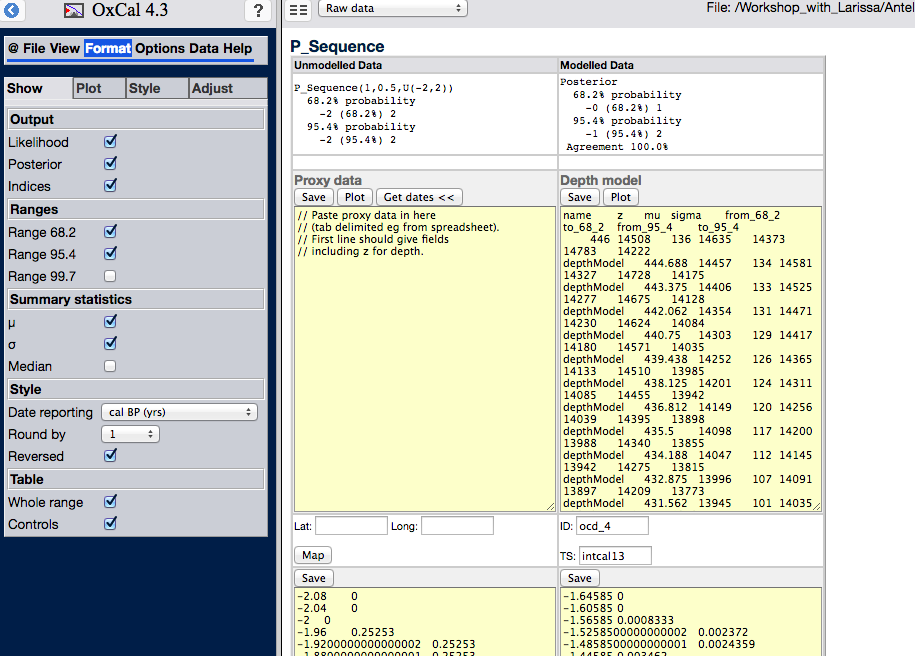 OxCal 4.3
?
@ File View Format Options Data Help
Show Plot Style Adjust
Output
Likelihood
Posterior
Indices
Ranges
Range 68.2
Range 95.4
Range 99.7
Summary statistics
µ
σ
Median
Style
Date reporting cal BP (yrs)
Round by 1
Reversed
Table
Whole range
Controls
Raw data
File: /Workshop_with_Larissa/Antel
P_Sequence
Unmodelled Data
P_Sequence(1,0.5,U(-2,2))
68.2% probability
-2 (68.2%) 2
95.4% probability
-2 (95.4%) 2
Modelled Data
Posterior
68.2% probability
-0 (68.2%) 1
95.4% probability
-1 (95.4%) 2
Agreement 100.0%
Proxy data
Save Plot Get dates <<
// Paste proxy data in here
// (tab delimited eg from spreadsheet).
// First line should give fields
// including z for depth.
Depth model
Save Plot
name z mu sigma from_68_2
to_68_2 from_95_4 to_95_4
446 14508 136 14635 14373
14783 14222
depthModel 444.688 14457 134 14581
14327 14728 14175
depthModel 443.375 14406 133 14525
14277 14675 14128
depthModel 442.062 14354 131 14471
14230 14624 14084
depthModel 440.75 14303 129 14417
14180 14571 14035
depthModel 439.438 14252 126 14365
14133 14510 13985
depthModel 438.125 14201 124 14311
14085 14455 13942
depthModel 436.812 14149 120 14256
14039 14395 13898
depthModel 435.5 14098 117 14200
13988 14340 13855
depthModel 434.188 14047 112 14145
13942 14275 13815
depthModel 432.875 13996 107 14091
13897 14209 13773
depthModel 431.562 13945 101 14035
Lat: Long:
Map
ID: ocd_4
TS: intcal13
Save
-2.08 0
-2.04 0
-2 0
-1.96 0.25253
-1.9200000000000002 0.25253
-1.8800000000000001 0.25253
Save
-1.64585 0
-1.60585 0
-1.56585 0.0008333
-1.5258500000000002 0.002372
-1.4858500000000001 0.0024359
-1.44585 0.003462